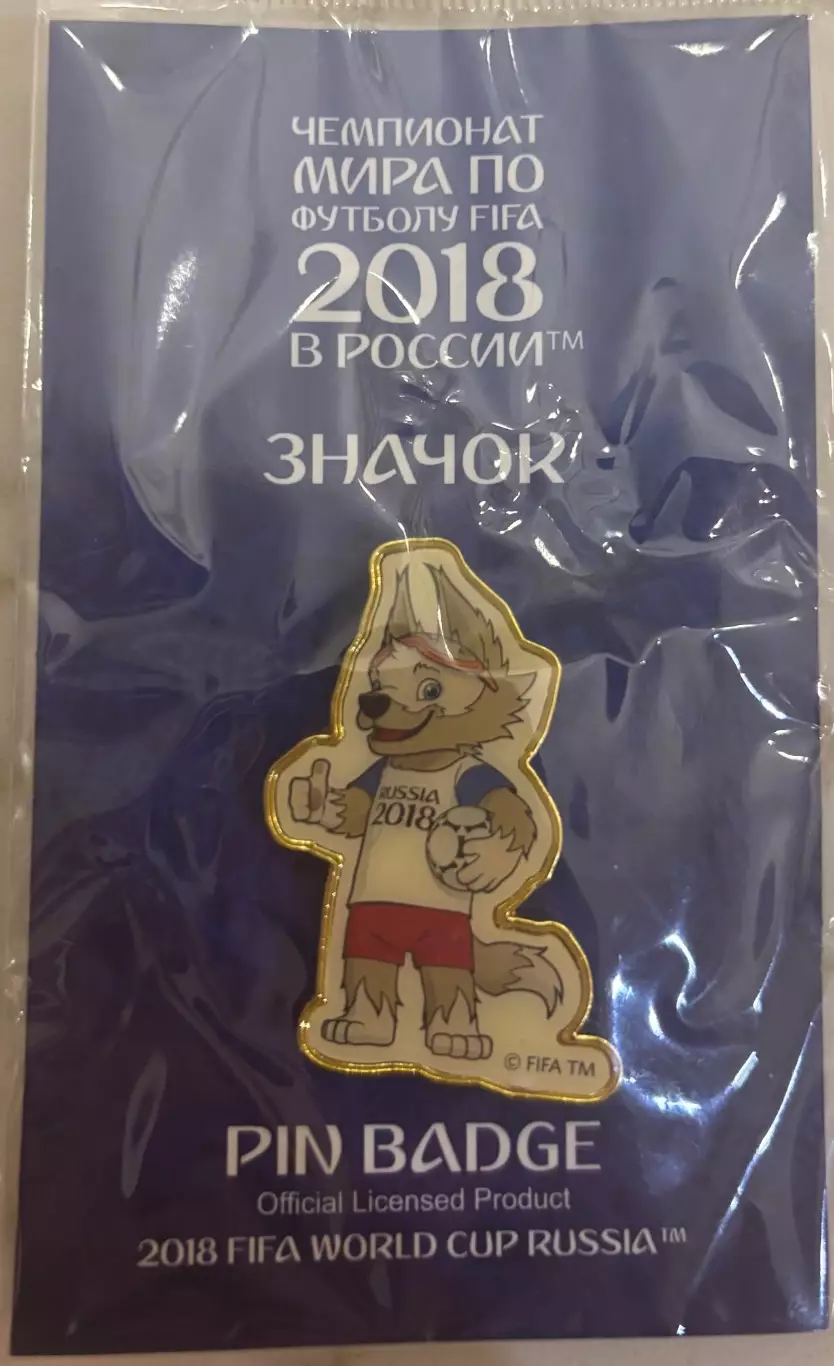 ЧЕМПИОНАТ
МИРА ПО
ФУТБОЛУ FIFA
2018
В РОССИИ™
ЗНАЧОК
RUSSIA
2018
© FIFA TM
PIN BADGE
Official Licensed Product
2018 FIFA WORLD CUP RUSSIA™